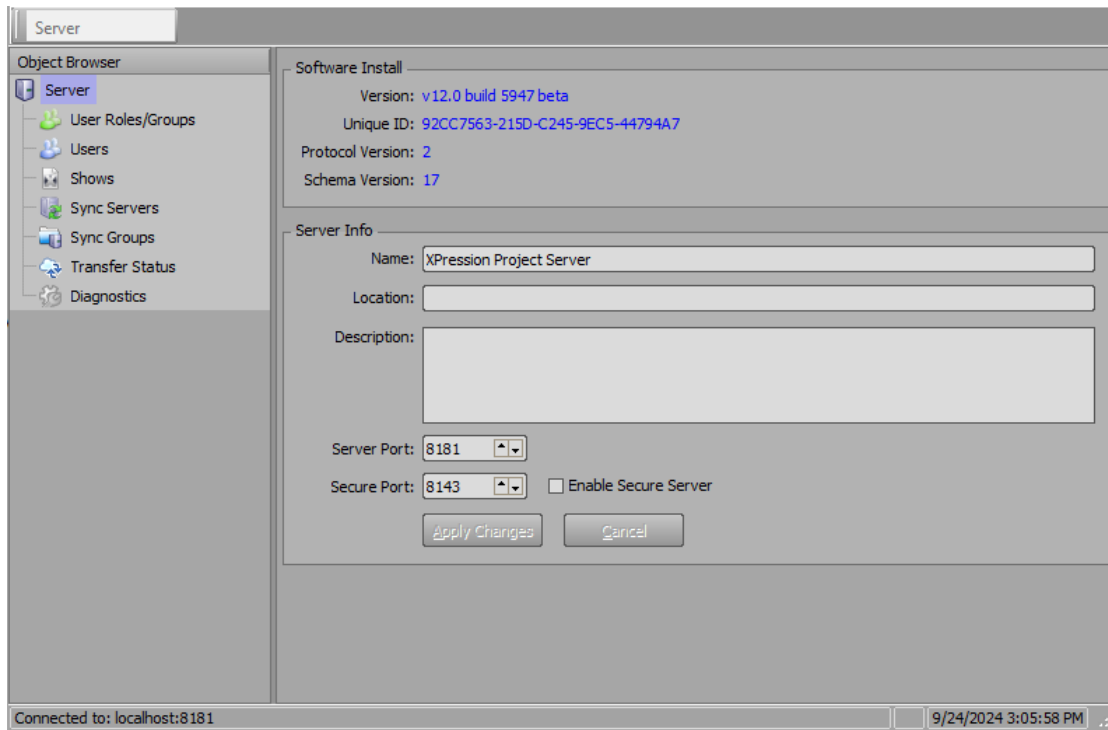 Server
Object Browser
Server
User Roles/Groups
Users
Shows
Sync Servers
Sync Groups
Transfer Status
Diagnostics
Software Install
Version: v12.0 build 5947 beta
Unique ID: 92CC7563-215D-C245-9EC5-44794A7
Protocol Version: 2
Schema Version: 17
Server Info
Name: XPression Project Server
Location:
Description:
Server Port: 8181
Secure Port: 8143 Enable Secure Server
Apply Changes Cancel
Connected to: localhost:8181 9/24/2024 3:05:58 PM